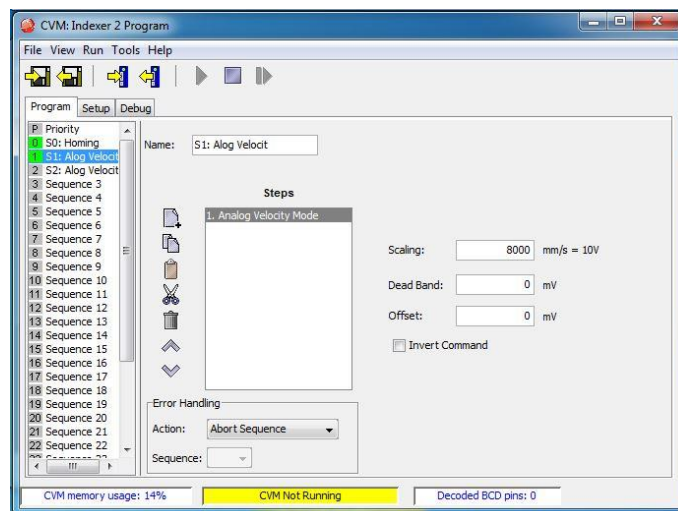 CVM: Indexer 2 Program
File View Run Tools Help
Program Setup Debug
P Priority
0 S0: Homing
1 S1: Alog Velocit
2 S2: Alog Velocit
3 Sequence 3
4 Sequence 4
5 Sequence 5
6 Sequence 6
7 Sequence 7
8 Sequence 8
9 Sequence 9
10 Sequence 10
11 Sequence 11
12 Sequence 12
13 Sequence 13
14 Sequence 14
15 Sequence 15
16 Sequence 16
17 Sequence 17
18 Sequence 18
19 Sequence 19
20 Sequence 20
21 Sequence 21
22 Sequence 22
Name: S1: Alog Velocit
Steps
1. Analog Velocity Mode
Scaling: 8000 mm/s = 10V
Dead Band: 0 mV
Offset: 0 mV
Invert Command
Error Handling
Action: Abort Sequence
Sequence:
CVM memory usage: 14% CVM Not Running Decoded BCD pins: 0